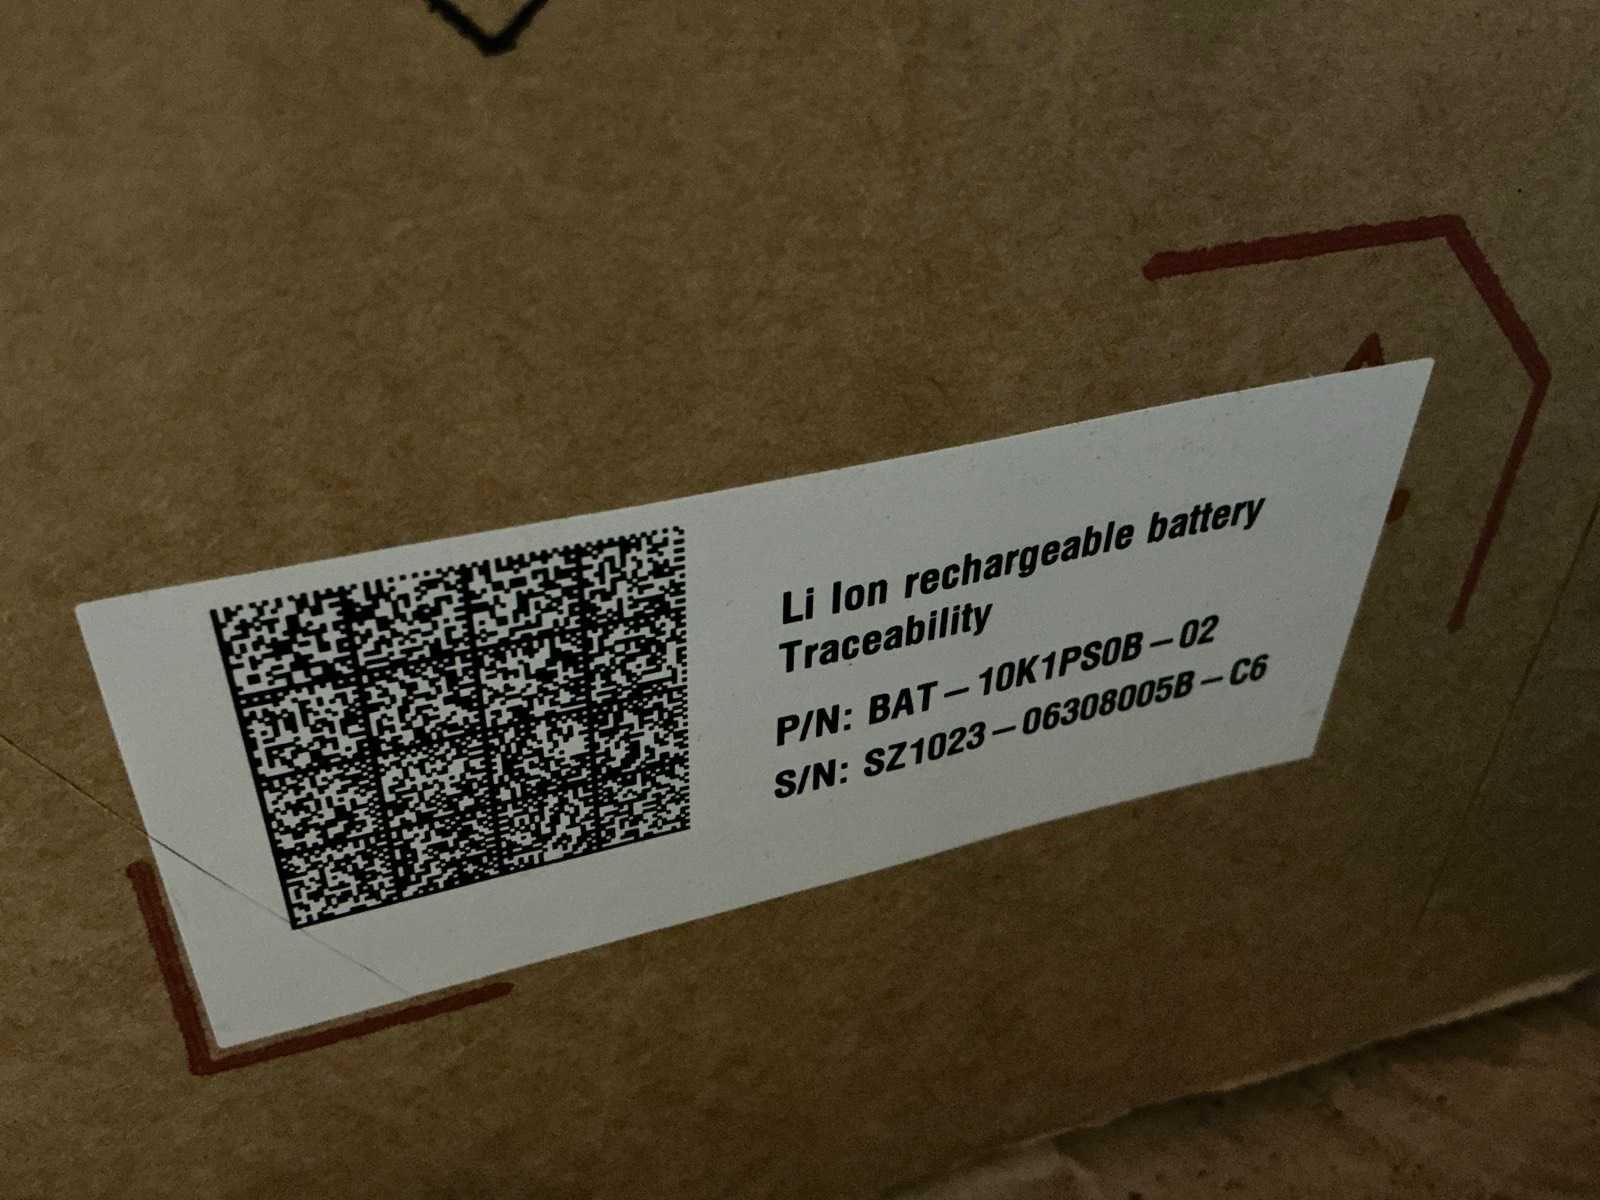 Li Ion rechargeable battery
Traceability
P/N: BAT-10K1PS0B-02
S/N: SZ1023-06308005B-C6